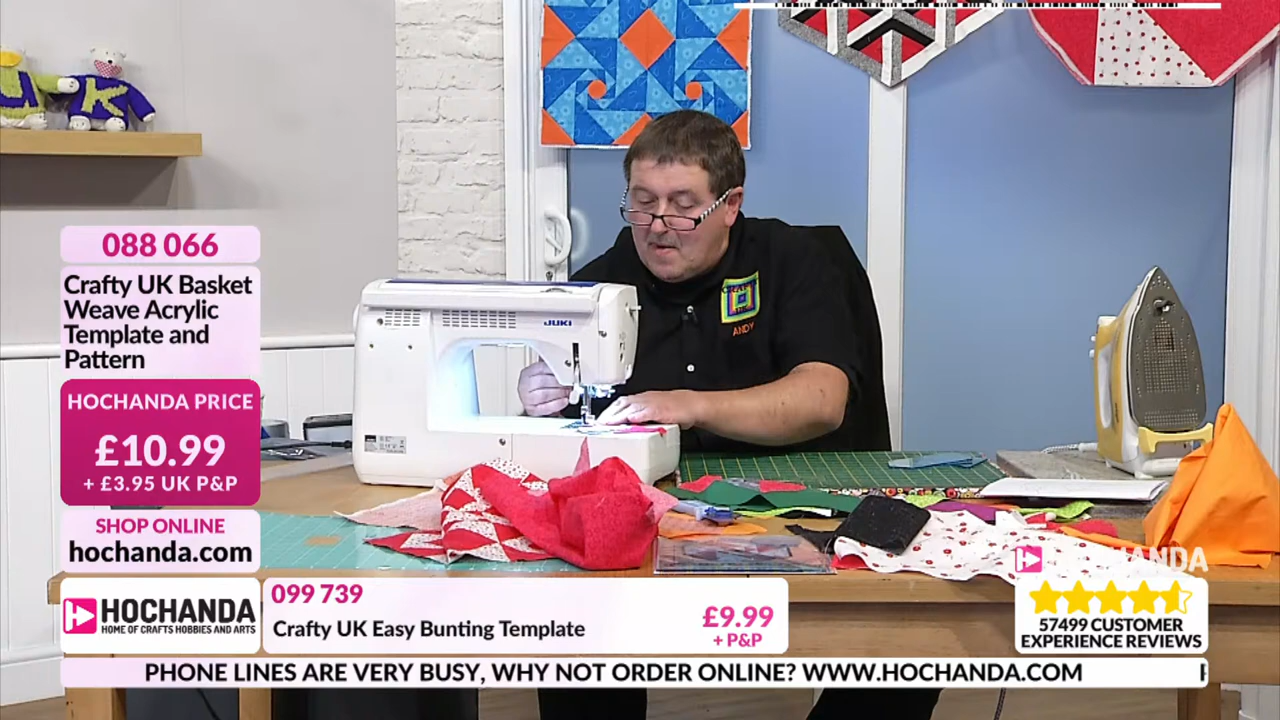 088 066
Crafty UK Basket
Weave Acrylic
Template and
Pattern
HOCHANDA PRICE
£10.99
+ £3.95 UK P&P
SHOP ONLINE
hochanda.com
HOCHANDA
HOME OF CRAFTS HOBBIES AND ARTS
099 739
Crafty UK Easy Bunting Template
£9.99
+ P&P
HOCHANDA
57499 CUSTOMER
EXPERIENCE REVIEWS
PHONE LINES ARE VERY BUSY, WHY NOT ORDER ONLINE? WWW.HOCHANDA.COM
JUKI
ANDY
u k